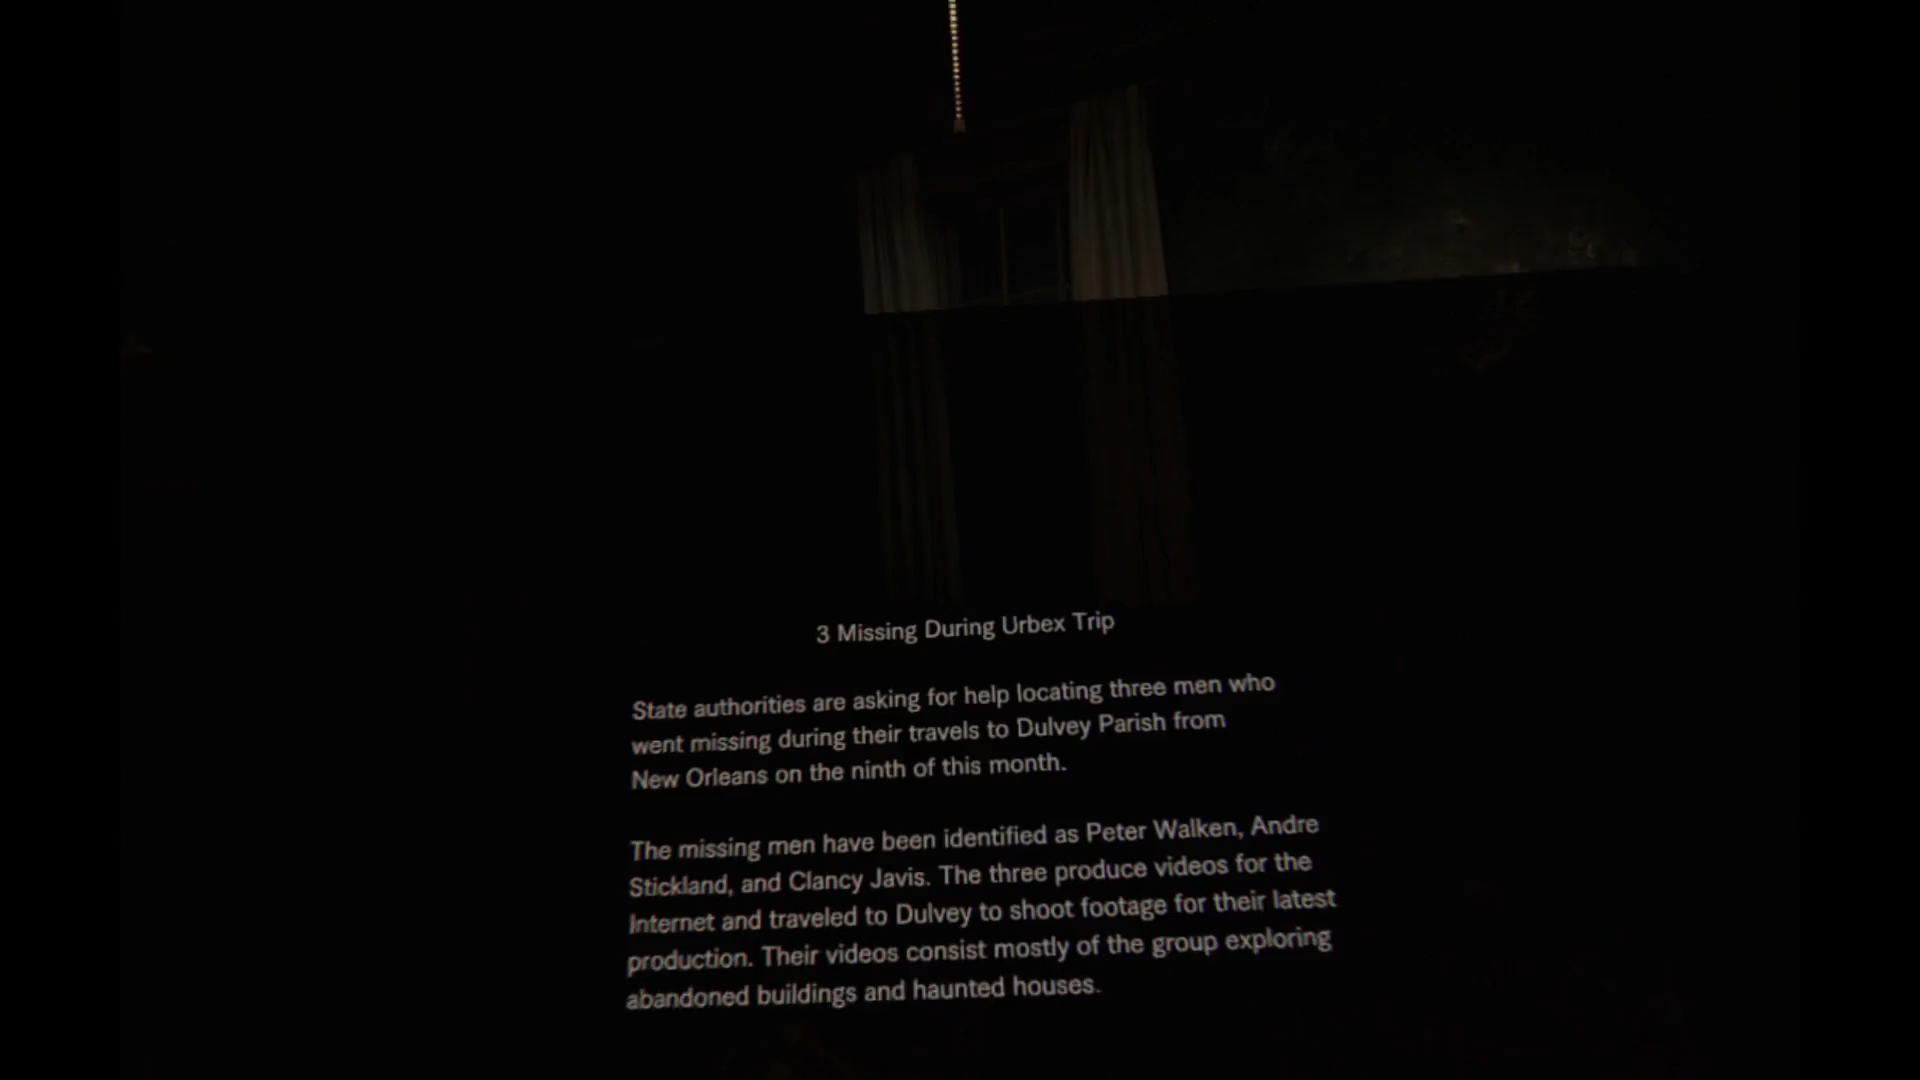 3 Missing During Urbex Trip
State authorities are asking for help locating three men who
went missing during their travels to Dulvey Parish from
New Orleans on the ninth of this month.
The missing men have been identified as Peter Walken, Andre
Stickland, and Clancy Javis. The three produce videos for the
Internet and traveled to Dulvey to shoot footage for their latest
production. Their videos consist mostly of the group exploring
abandoned buildings and haunted houses.